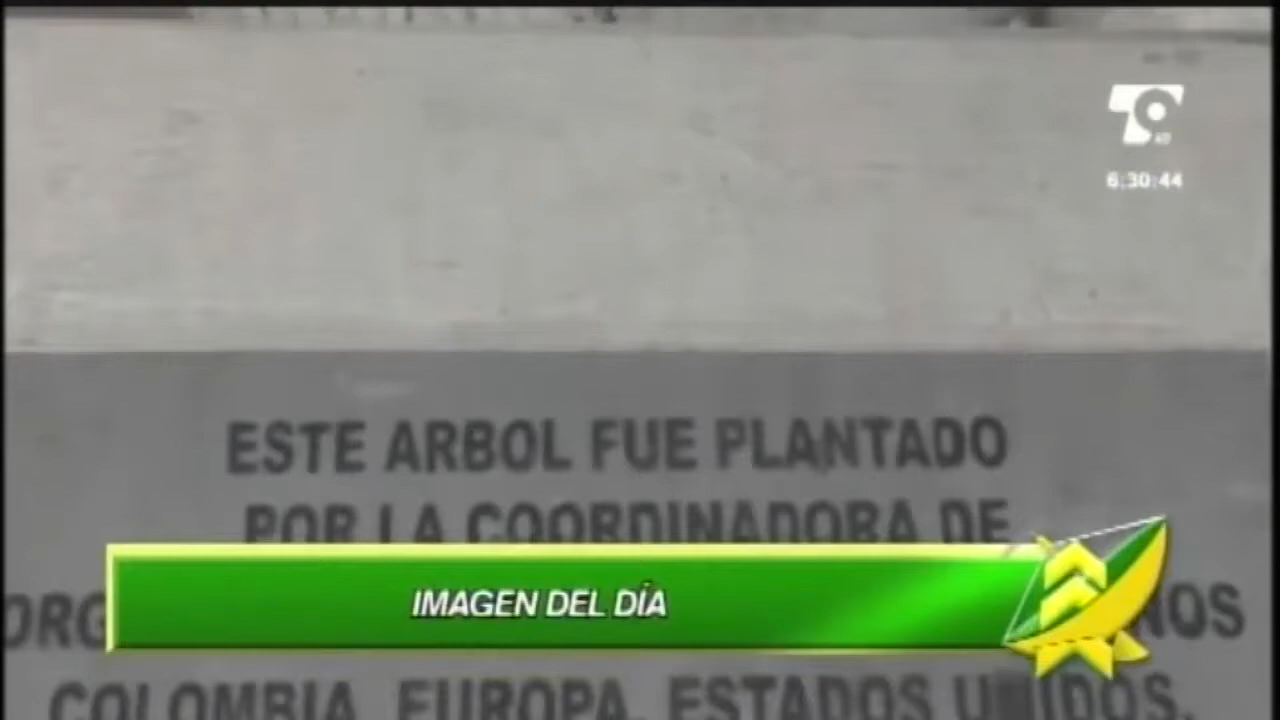 6:30:44
ESTE ARBOL FUE PLANTADO
POR LA COORDINADORA DE
IMAGEN DEL DÍA
COLOMBIA, EUROPA, ESTADOS UNIDOS,